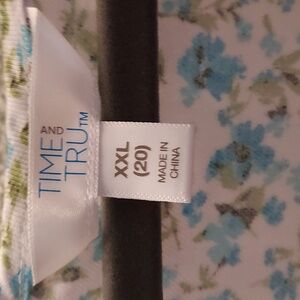 TIME AND
TRU™
XXL
(20)
MADE IN
CHINA